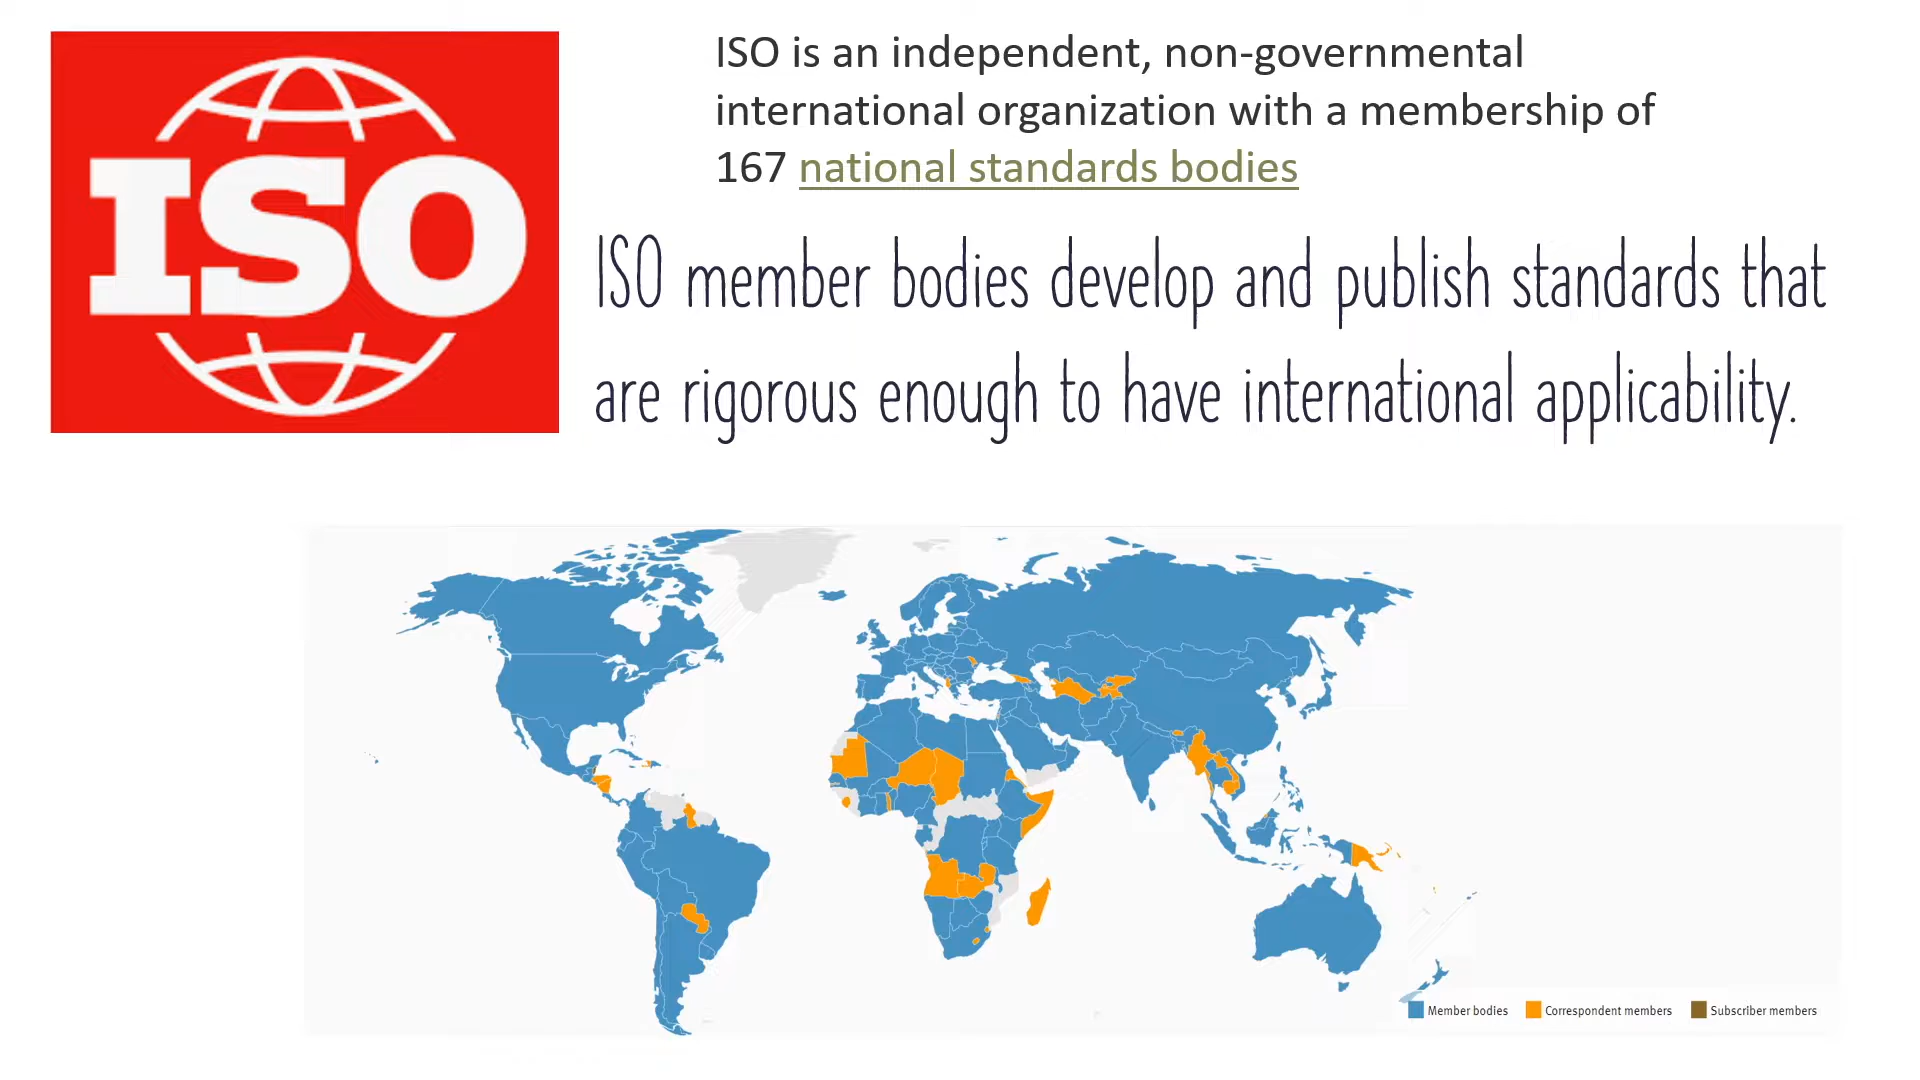 ISO
ISO is an independent, non-governmental
international organization with a membership of
167 national standards bodies
ISO member bodies develop and publish standards that
are rigorous enough to have international applicability.
Member bodies
Correspondent members
Subscriber members